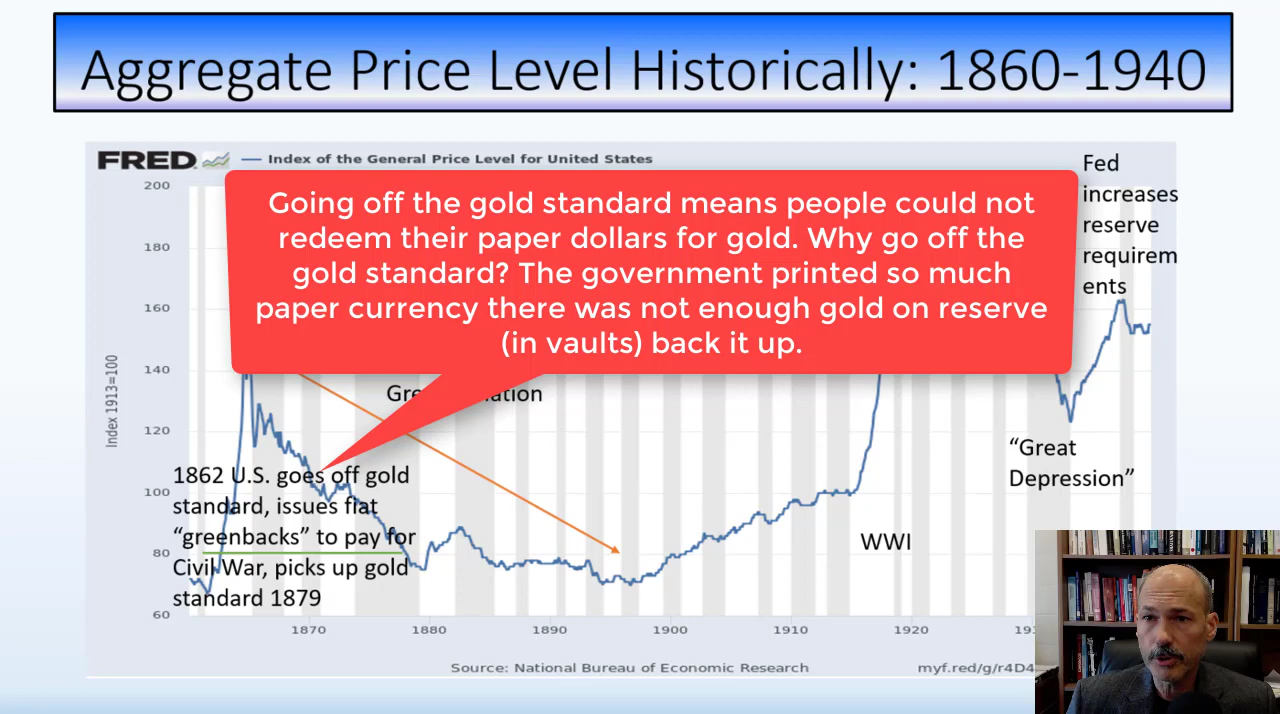 Aggregate Price Level Historically: 1860-1940
FRED
Index of the General Price Level for United States
Fed
increases
reserve
requirem
ents
Going off the gold standard means people could not
redeem their paper dollars for gold. Why go off the
gold standard? The government printed so much
paper currency there was not enough gold on reserve
(in vaults) back it up.
200
180
160
140
120
100
80
60
Index 1913=100
1862 U.S. goes off gold
standard, issues fiat
“greenbacks” to pay for
Civil War, picks up gold
standard 1879
“Great
Depression”
WWI
1870 1880 1890 1900 1910 1920
Source: National Bureau of Economic Research
myf.red/g/r4D4